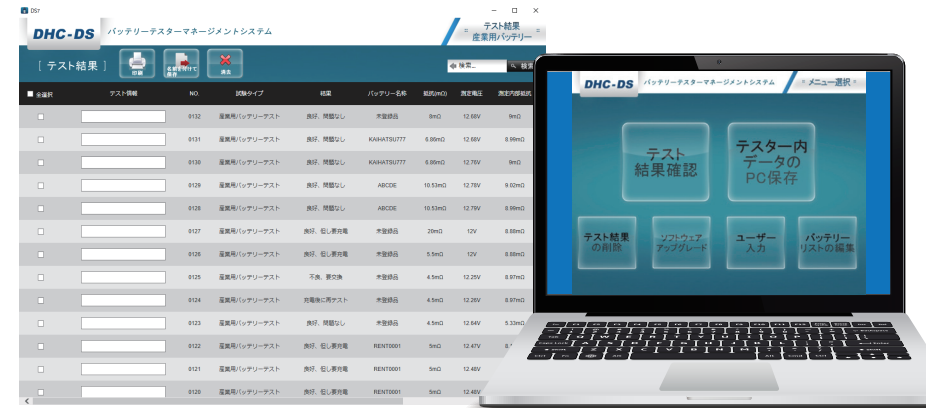 DS7
DHC-DS バッテリーテスターマネージメントシステム
テスト結果
産業用バッテリー
[ テスト結果 ]
印刷
名前を付けて
保存
消去
検索...
検索
全選択 テスト情報 NO. 試験タイプ 結果 バッテリー名称 抵抗(mΩ) 測定電圧 測定内部抵抗
0132 産業用バッテリーテスト 良好、問題なし 未登録品 8mΩ 12.69V 9mΩ
0131 産業用バッテリーテスト 良好、問題なし KAIHATSU777 6.86mΩ 12.68V 8.99mΩ
0130 産業用バッテリーテスト 良好、問題なし KAIHATSU777 6.86mΩ 12.76V 9mΩ
0129 産業用バッテリーテスト 良好、問題なし ABCDE 10.53mΩ 12.78V 9.02mΩ
0128 産業用バッテリーテスト 良好、問題なし ABCDE 10.53mΩ 12.79V 8.99mΩ
0127 産業用バッテリーテスト 良好、但し要充電 未登録品 20mΩ 12V 8.88mΩ
0126 産業用バッテリーテスト 良好、但し要充電 未登録品 5.5mΩ 12V 8.88mΩ
0125 産業用バッテリーテスト 不良、要交換 未登録品 4.5mΩ 12.25V 8.97mΩ
0124 産業用バッテリーテスト 充電後に再テスト 未登録品 4.5mΩ 12.26V 8.97mΩ
0123 産業用バッテリーテスト 良好、問題なし 未登録品 4.5mΩ 12.64V 5.33mΩ
0122 産業用バッテリーテスト 良好、但し要充電 RENT0001 5mΩ 12.47V
0121 産業用バッテリーテスト 良好、但し要充電 RENT0001 5mΩ 12.48V
0120 産業用バッテリーテスト 良好、但し要充電 RENT0001 5mΩ 12.48V
DHC-DS バッテリーテスターマネージメントシステム メニュー選択
テスト
結果確認
テスター内
データの
PC保存
テスト結果
の削除
ソフトウェア
アップグレード
ユーザー
入力
バッテリー
リストの編集